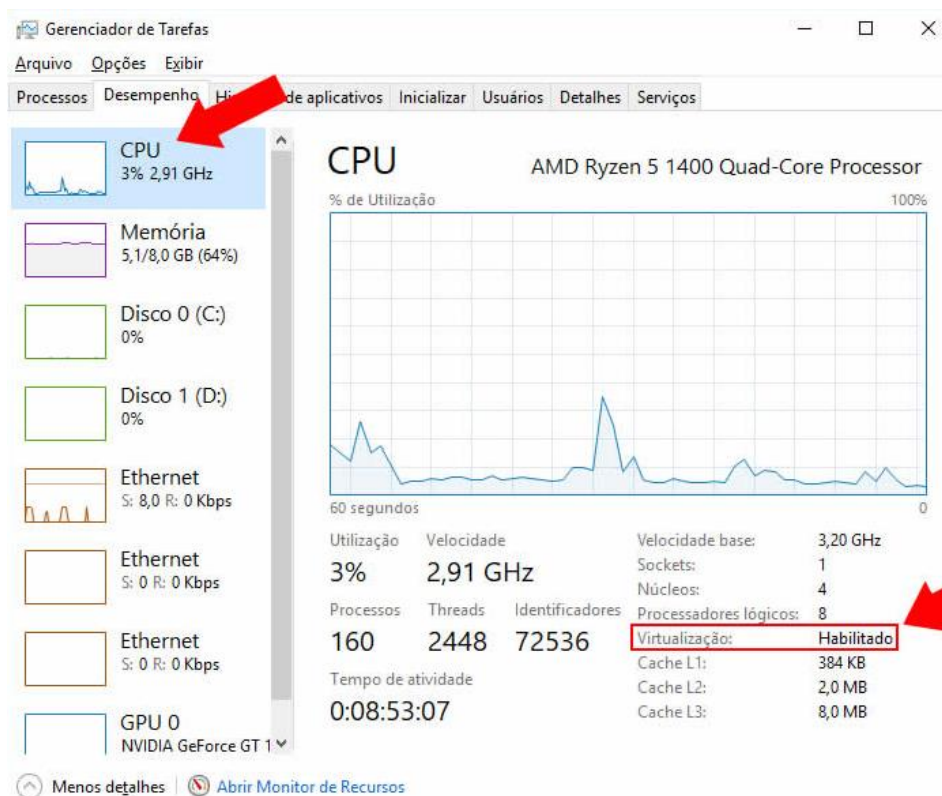 Gerenciador de Tarefas
Arquivo Opções Exibir
Processos Desempenho de aplicativos Inicializar Usuários Detalhes Serviços
CPU
3% 2,91 GHz
Memória
5,1/8,0 GB (64%)
Disco 0 (C:)
0%
Disco 1 (D:)
0%
Ethernet
S: 8,0 R: 0 Kbps
Ethernet
S: 0 R: 0 Kbps
Ethernet
S: 0 R: 0 Kbps
GPU 0
NVIDIA GeForce GT 1
CPU AMD Ryzen 5 1400 Quad-Core Processor
% de Utilização 100%
60 segundos 0
Utilização Velocidade
3% 2,91 GHz
Processos Threads Identificadores
160 2448 72536
Tempo de atividade
0:08:53:07
Velocidade base: 3,20 GHz
Sockets: 1
Núcleos: 4
Processadores lógicos: 8
Virtualização: Habilitado
Cache L1: 384 KB
Cache L2: 2,0 MB
Cache L3: 8,0 MB
Menos detalhes Abrir Monitor de Recursos